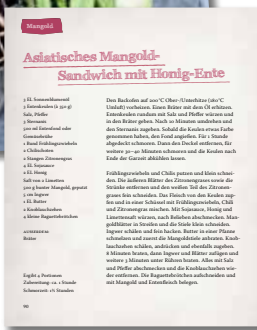 Mangold
Asiatisches Mangold-
Sandwich mit Honig-Ente
2 EL Sonnenblumenöl
2 Entenkeulen (à 350 g)
Salz, Pfeffer
2 Sternanis
500 ml Entenfond oder
Gemüsebrühe
1 Bund Frühlingszwiebeln
2 Chilischoten
2 Stangen Zitronengras
2 EL Sojasauce
2 EL Honig
Saft von 2 Limetten
500 g bunter Mangold, geputzt
2 cm Ingwer
1 EL Butter
2 Knoblauchzehen
4 kleine Baguettebrötchen
AUSSERDEM
Bräter
Ergibt 4 Portionen
Zubereitung: ca. 1 Stunde
Schmorzeit: 1½ Stunden
90
Den Backofen auf 200°C Ober-/Unterhitze (180°C
Umluft) vorheizen. Einen Bräter mit dem Öl erhitzen.
Entenkeulen rundum mit Salz und Pfeffer würzen und
in den Bräter geben. Nach 10 Minuten umdrehen und
den Sternanis zugeben. Sobald die Keulen etwas Farbe
genommen haben, den Fond angießen. Für 1 Stunde
abgedeckt schmoren. Dann den Deckel entfernen, für
weitere 30–40 Minuten schmoren und die Keulen nach
Ende der Garzeit abkühlen lassen.
Frühlingszwiebeln und Chilis putzen und klein schnei-
den. Die äußeren Blätter des Zitronengrases sowie die
Strünke entfernen und den weißen Teil des Zitronen-
grases fein schneiden. Das Fleisch von den Keulen zup-
fen und in einer Schüssel mit Frühlingszwiebeln, Chili
und Zitronengras mischen. Mit Sojasauce, Honig und
Limettensaft würzen, nach Belieben abschmecken. Man-
goldblätter in Streifen und die Stiele klein schneiden.
Ingwer schälen und fein hacken. Butter in einer Pfanne
schmelzen und zuerst die Mangoldstiele anbraten. Knob-
lauchzehen schälen, andrücken und ebenfalls zugeben.
6 Minuten braten, dann Ingwer und Blätter zufügen und
weitere 3 Minuten unter Rühren braten. Alles mit Salz
und Pfeffer abschmecken und die Knoblauchzehen wie-
der entfernen. Die Baguettebrötchen aufschneiden und
mit Mangold und Entenfleisch belegen.